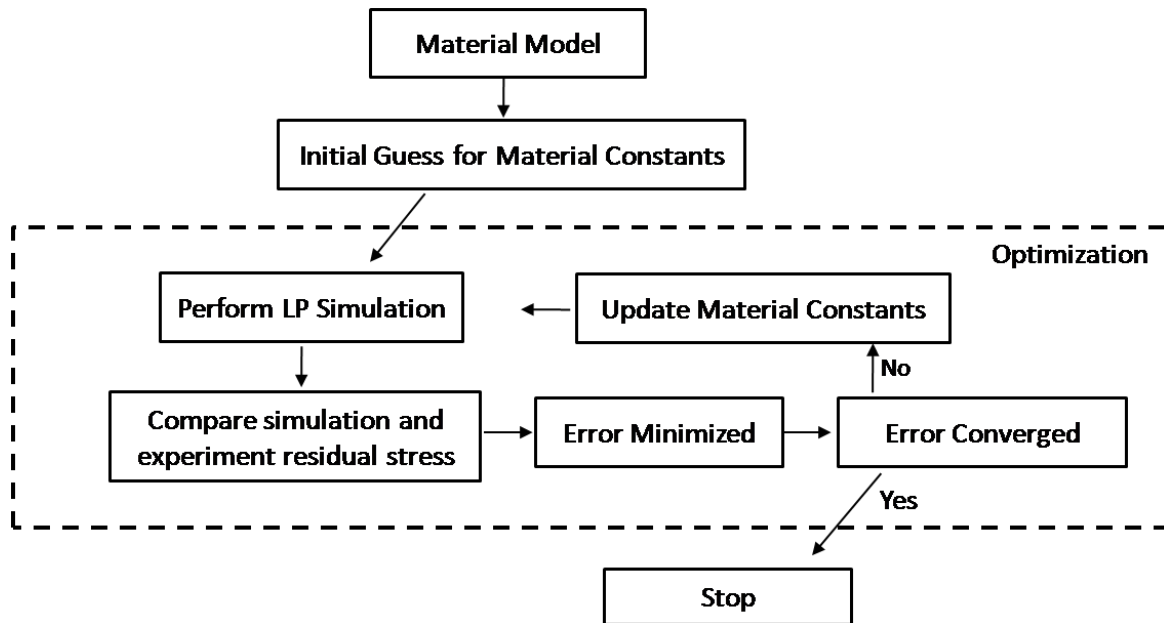 Material Model
Initial Guess for Material Constants
Optimization
Perform LP Simulation
Update Material Constants
No
Compare simulation and
experiment residual stress
Error Minimized
Error Converged
Yes
Stop